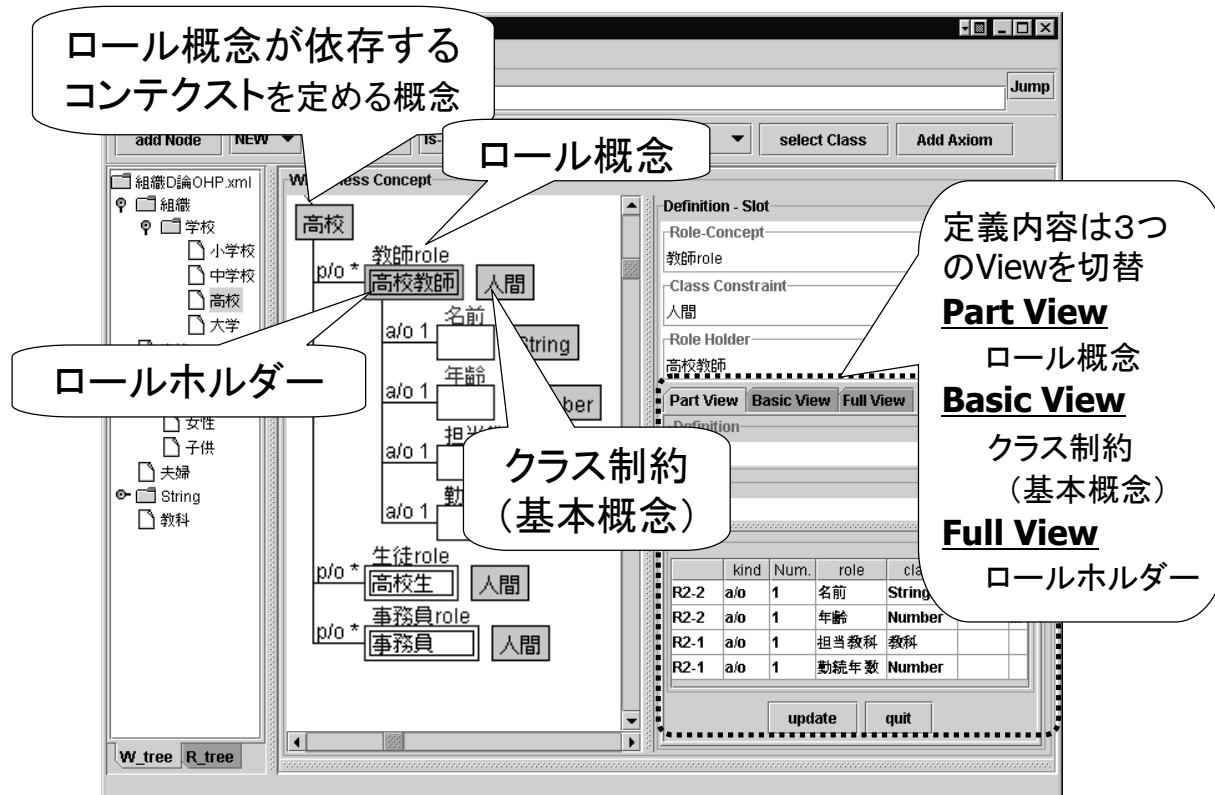 ロール概念が依存する
コンテクストを定める概念
Jump
add Node
NEW
is-
select Class
Add Axiom
ロール概念
組織D論OHP.xml
組織
学校
小学校
中学校
高校
大学
女性
子供
夫婦
String
教科
W_tree
R_tree
ロールホルダー
ness Concept
高校
教師role
p/o *
高校教師
人間
名前
a/o 1
String
年齢
a/o 1
ber
担当
a/o 1
勤
a/o 1
クラス制約
（基本概念）
生徒role
p/o *
高校生
人間
事務員role
p/o *
事務員
人間
Definition - Slot
Role-Concept
教師role
Class Constraint
人間
Role Holder
高校教師
Part View
Basic View
Full View
Definition
kind Num. role cla
R2-2 a/o 1 名前 String
R2-2 a/o 1 年齢 Number
R2-1 a/o 1 担当教科 教科
R2-1 a/o 1 勤続年数 Number
update
quit
定義内容は3つ
のViewを切替
Part View
ロール概念
Basic View
クラス制約
（基本概念）
Full View
ロールホルダー